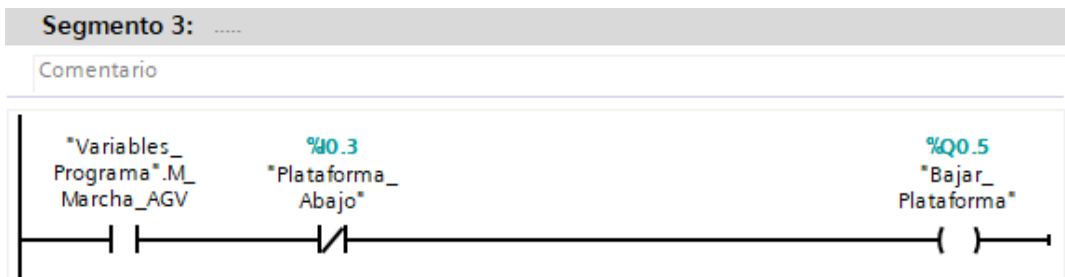 Segmento 3: .....
Comentario
"Variables_
Programa".M_
Marcha_AGV
%I0.3
"Plataforma_
Abajo"
%Q0.5
"Bajar_
Plataforma"